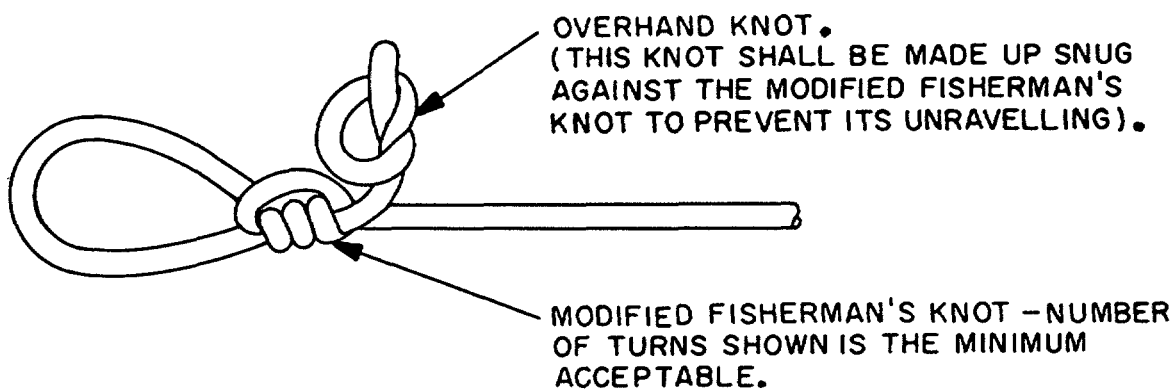 OVERHAND KNOT.
(THIS KNOT SHALL BE MADE UP SNUG
AGAINST THE MODIFIED FISHERMAN'S
KNOT TO PREVENT ITS UNRAVELLING).
MODIFIED FISHERMAN'S KNOT - NUMBER
OF TURNS SHOWN IS THE MINIMUM
ACCEPTABLE.